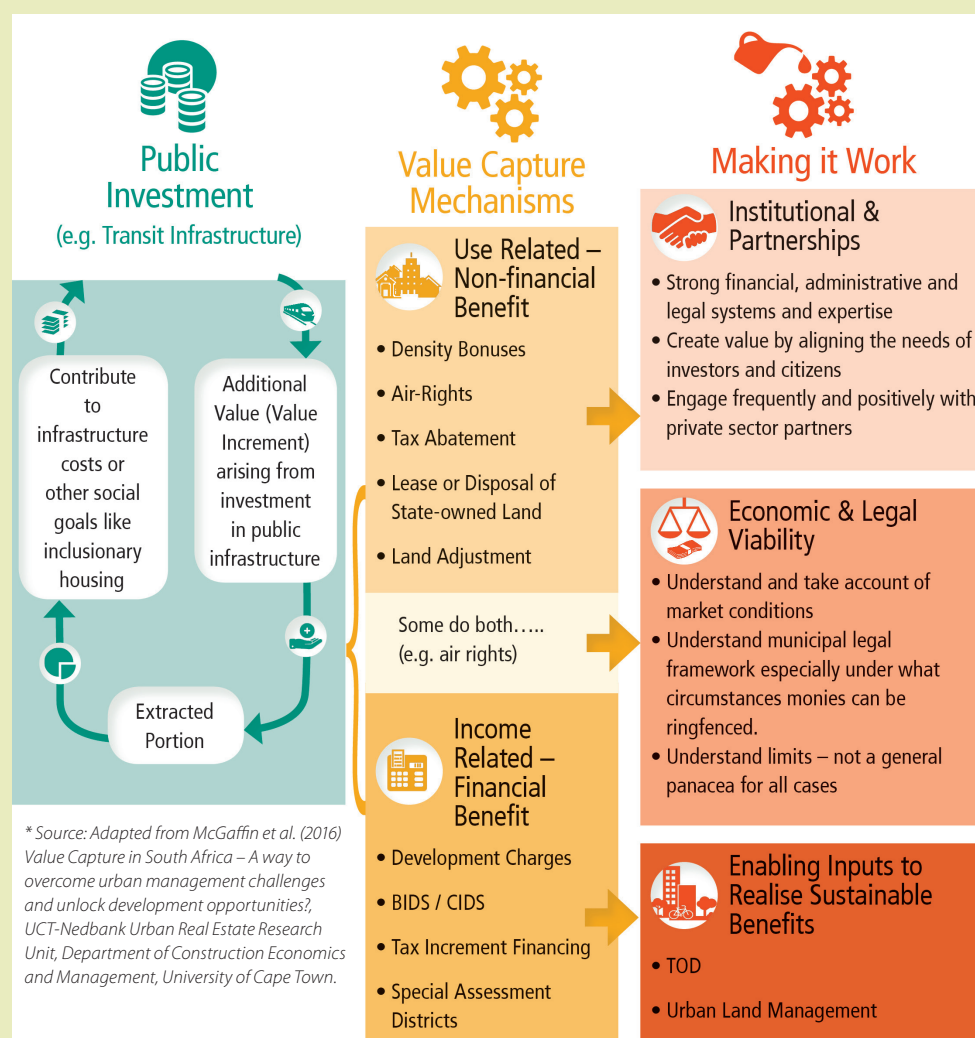 Public
Investment
(e.g. Transit Infrastructure)
Contribute
to
infrastructure
costs or
other social
goals like
inclusionary
housing
Additional
Value (Value
Increment)
arising from
investment
in public
infrastructure
Extracted
Portion
* Source: Adapted from McGaffin et al. (2016)
Value Capture in South Africa – A way to
overcome urban management challenges
and unlock development opportunities?,
UCT-Nedbank Urban Real Estate Research
Unit, Department of Construction Economics
and Management, University of Cape Town.
Value Capture
Mechanisms
Use Related –
Non-financial
Benefit
• Density Bonuses
• Air-Rights
• Tax Abatement
• Lease or Disposal of
State-owned Land
• Land Adjustment
Some do both…..
(e.g. air rights)
Income
Related –
Financial
Benefit
• Development Charges
• BIDS / CIDS
• Tax Increment Financing
• Special Assessment
Districts
Making it Work
Institutional &
Partnerships
• Strong financial, administrative and
legal systems and expertise
• Create value by aligning the needs of
investors and citizens
• Engage frequently and positively with
private sector partners
Economic & Legal
Viability
• Understand and take account of
market conditions
• Understand municipal legal
framework especially under what
circumstances monies can be
ringfenced.
• Understand limits – not a general
panacea for all cases
Enabling Inputs to
Realise Sustainable
Benefits
• TOD
• Urban Land Management